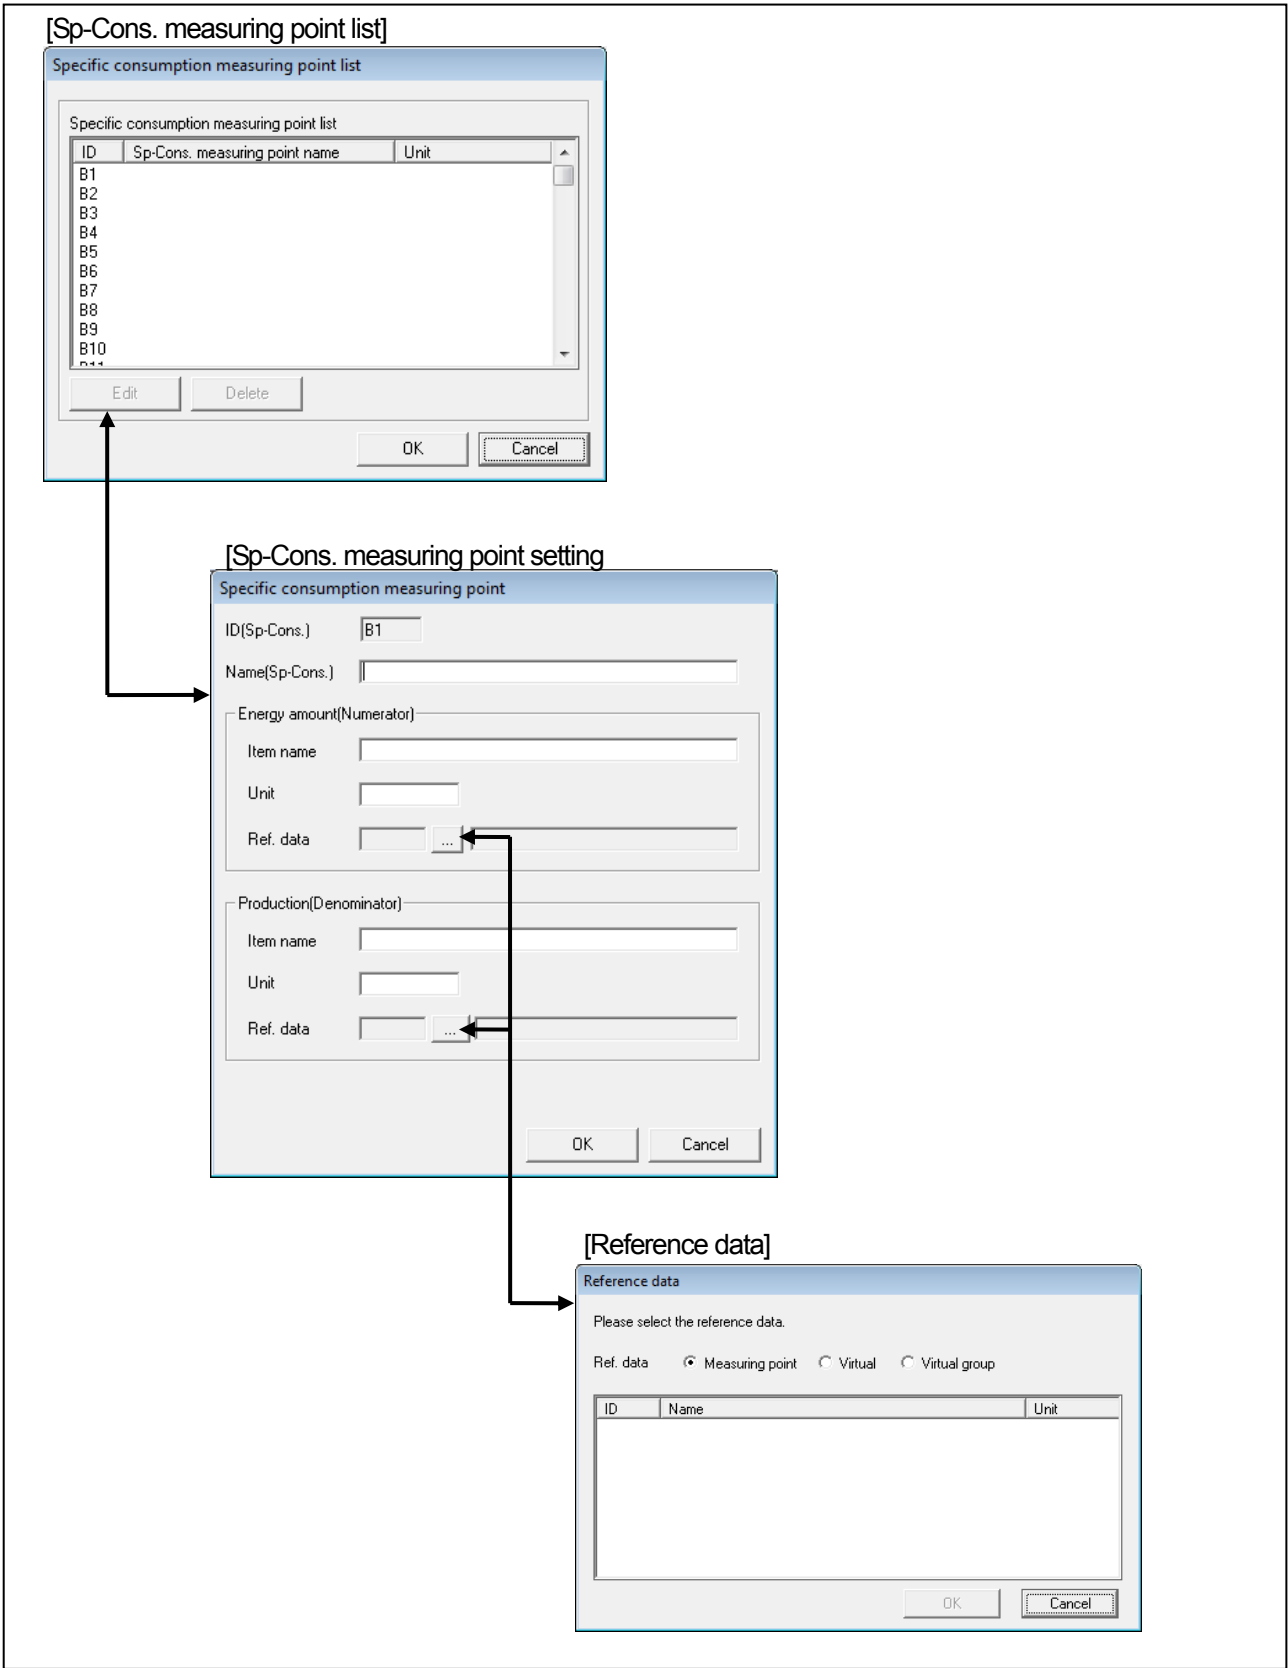 [Sp-Cons. measuring point list]
Specific consumption measuring point list
Specific consumption measuring point list
ID Sp-Cons. measuring point name Unit
B1
B2
B3
B4
B5
B6
B7
B8
B9
B10
B11
Edit Delete
OK Cancel
[Sp-Cons. measuring point setting
Specific consumption measuring point
ID(Sp-Cons.) B1
Name(Sp-Cons.)
Energy amount(Numerator)
Item name
Unit
Ref. data ...
Production(Denominator)
Item name
Unit
Ref. data ...
OK Cancel
[Reference data]
Reference data
Please select the reference data.
Ref. data Measuring point Virtual Virtual group
ID Name Unit
OK Cancel